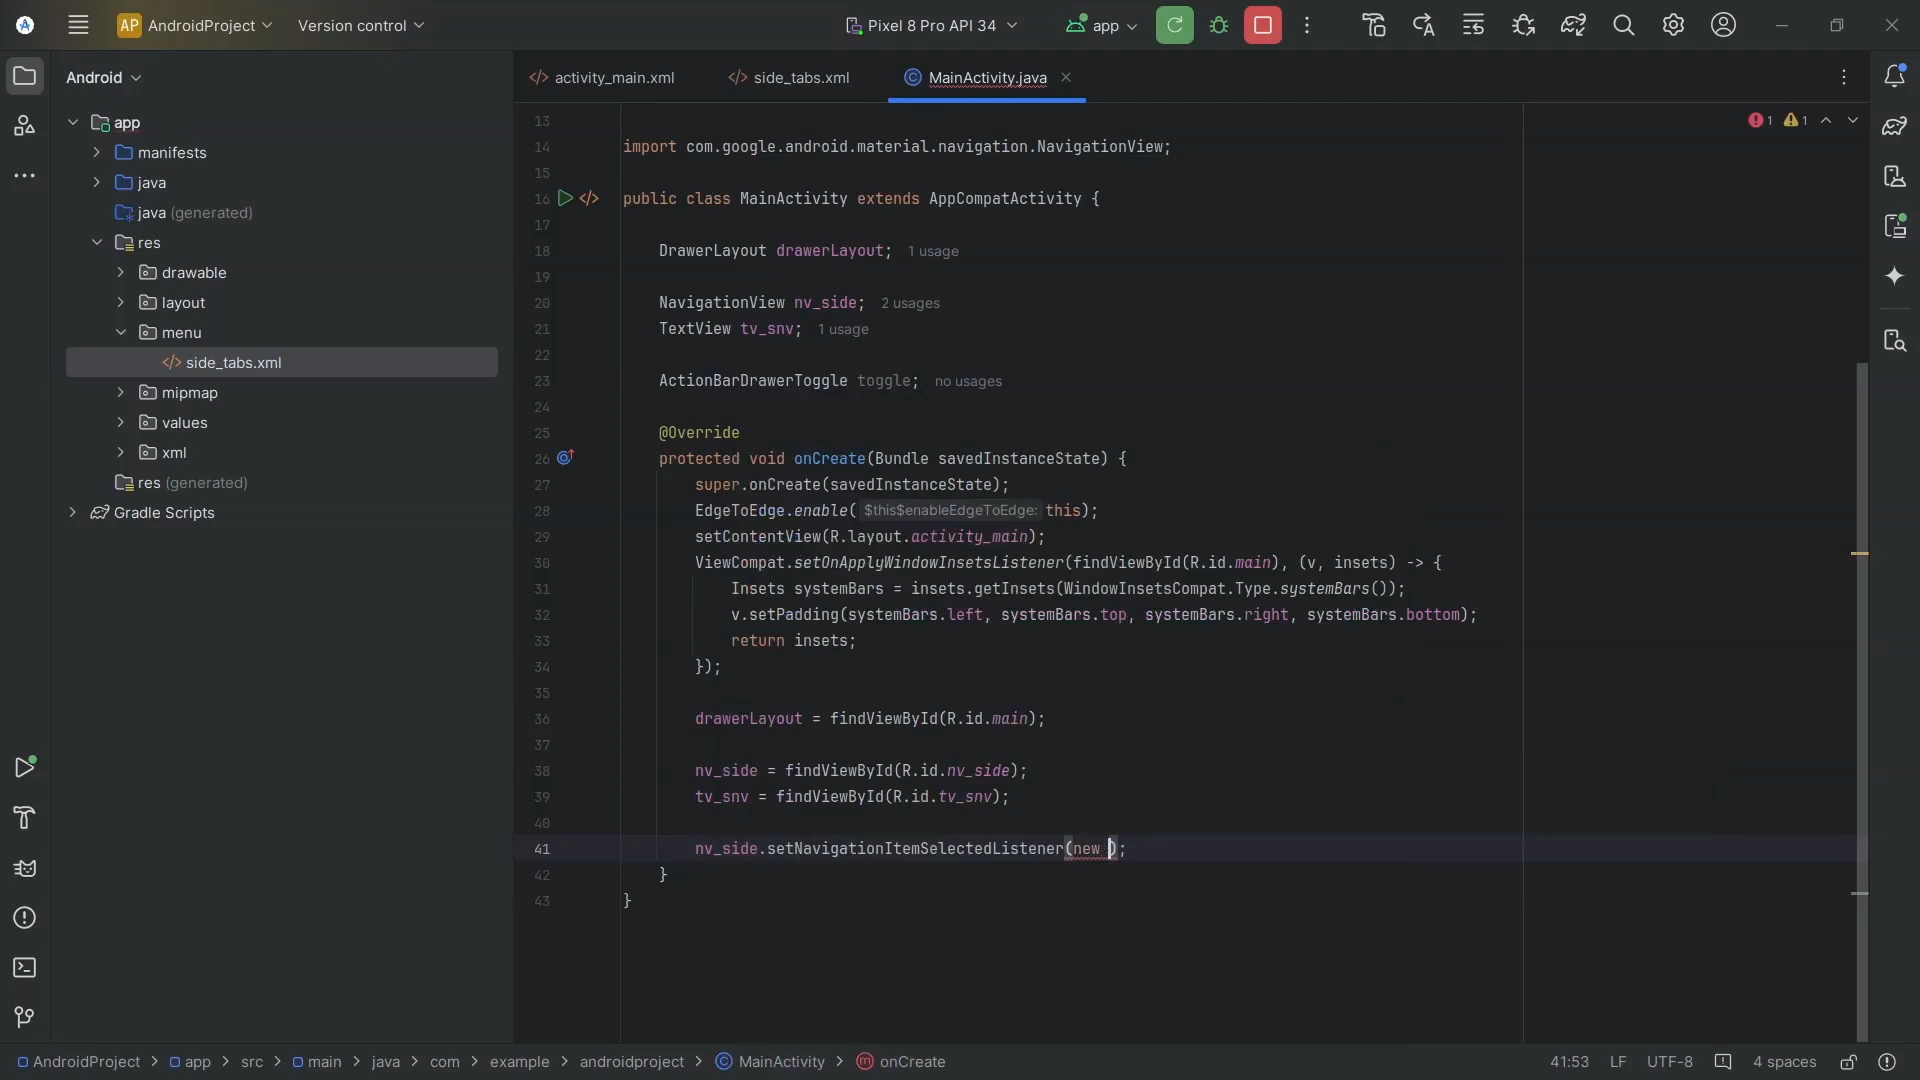 AP AndroidProject Version control Pixel 8 Pro API 34 app
Android
activity_main.xml side_tabs.xml MainActivity.java
app
manifests
java
java (generated)
res
drawable
layout
menu
side_tabs.xml
mipmap
values
xml
res (generated)
Gradle Scripts
1 1
13
14 import com.google.android.material.navigation.NavigationView;
15
16 public class MainActivity extends AppCompatActivity {
17
18 DrawerLayout drawerLayout; 1 usage
19
20 NavigationView nv_side; 2 usages
21 TextView tv_snv; 1 usage
22
23 ActionBarDrawerToggle toggle; no usages
24
25 @Override
26 protected void onCreate(Bundle savedInstanceState) {
27 super.onCreate(savedInstanceState);
28 EdgeToEdge.enable( $this$enableEdgeToEdge: this);
29 setContentView(R.layout.activity_main);
30 ViewCompat.setOnApplyWindowInsetsListener(findViewById(R.id.main), (v, insets) -> {
31 Insets systemBars = insets.getInsets(WindowInsetsCompat.Type.systemBars());
32 v.setPadding(systemBars.left, systemBars.top, systemBars.right, systemBars.bottom);
33 return insets;
34 });
35
36 drawerLayout = findViewById(R.id.main);
37
38 nv_side = findViewById(R.id.nv_side);
39 tv_snv = findViewById(R.id.tv_snv);
40
41 nv_side.setNavigationItemSelectedListener(new );
42 }
43 }
AndroidProject > app > src > main > java > com > example > androidproject > MainActivity > onCreate 41:53 LF UTF-8 4 spaces